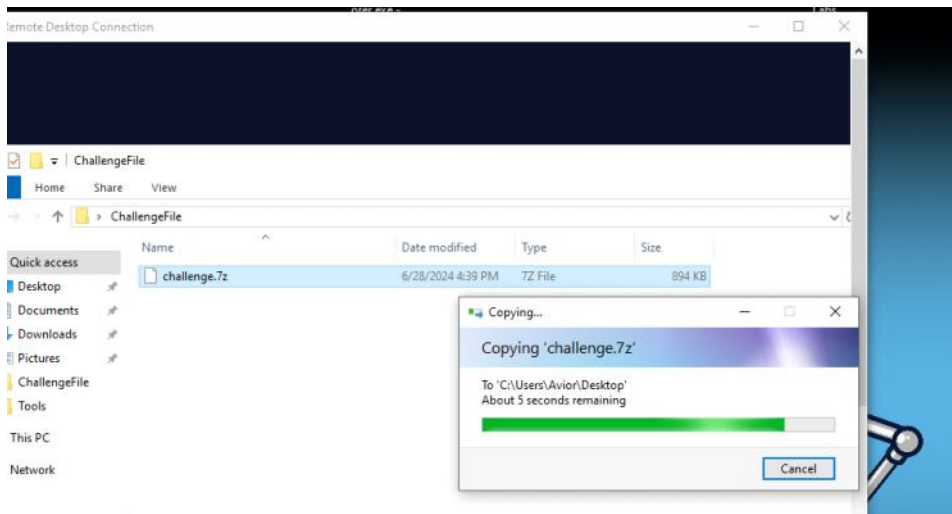 Remote Desktop Connection
ChallengeFile
Home Share View
ChallengeFile
Name Date modified Type Size
Quick access
challenge.7z 6/28/2024 4:39 PM 7Z File 894 KB
Desktop
Documents
Downloads
Pictures
ChallengeFile
Tools
This PC
Network
Copying...
Copying 'challenge.7z'
To 'C:\Users\Avior\Desktop'
About 5 seconds remaining
Cancel